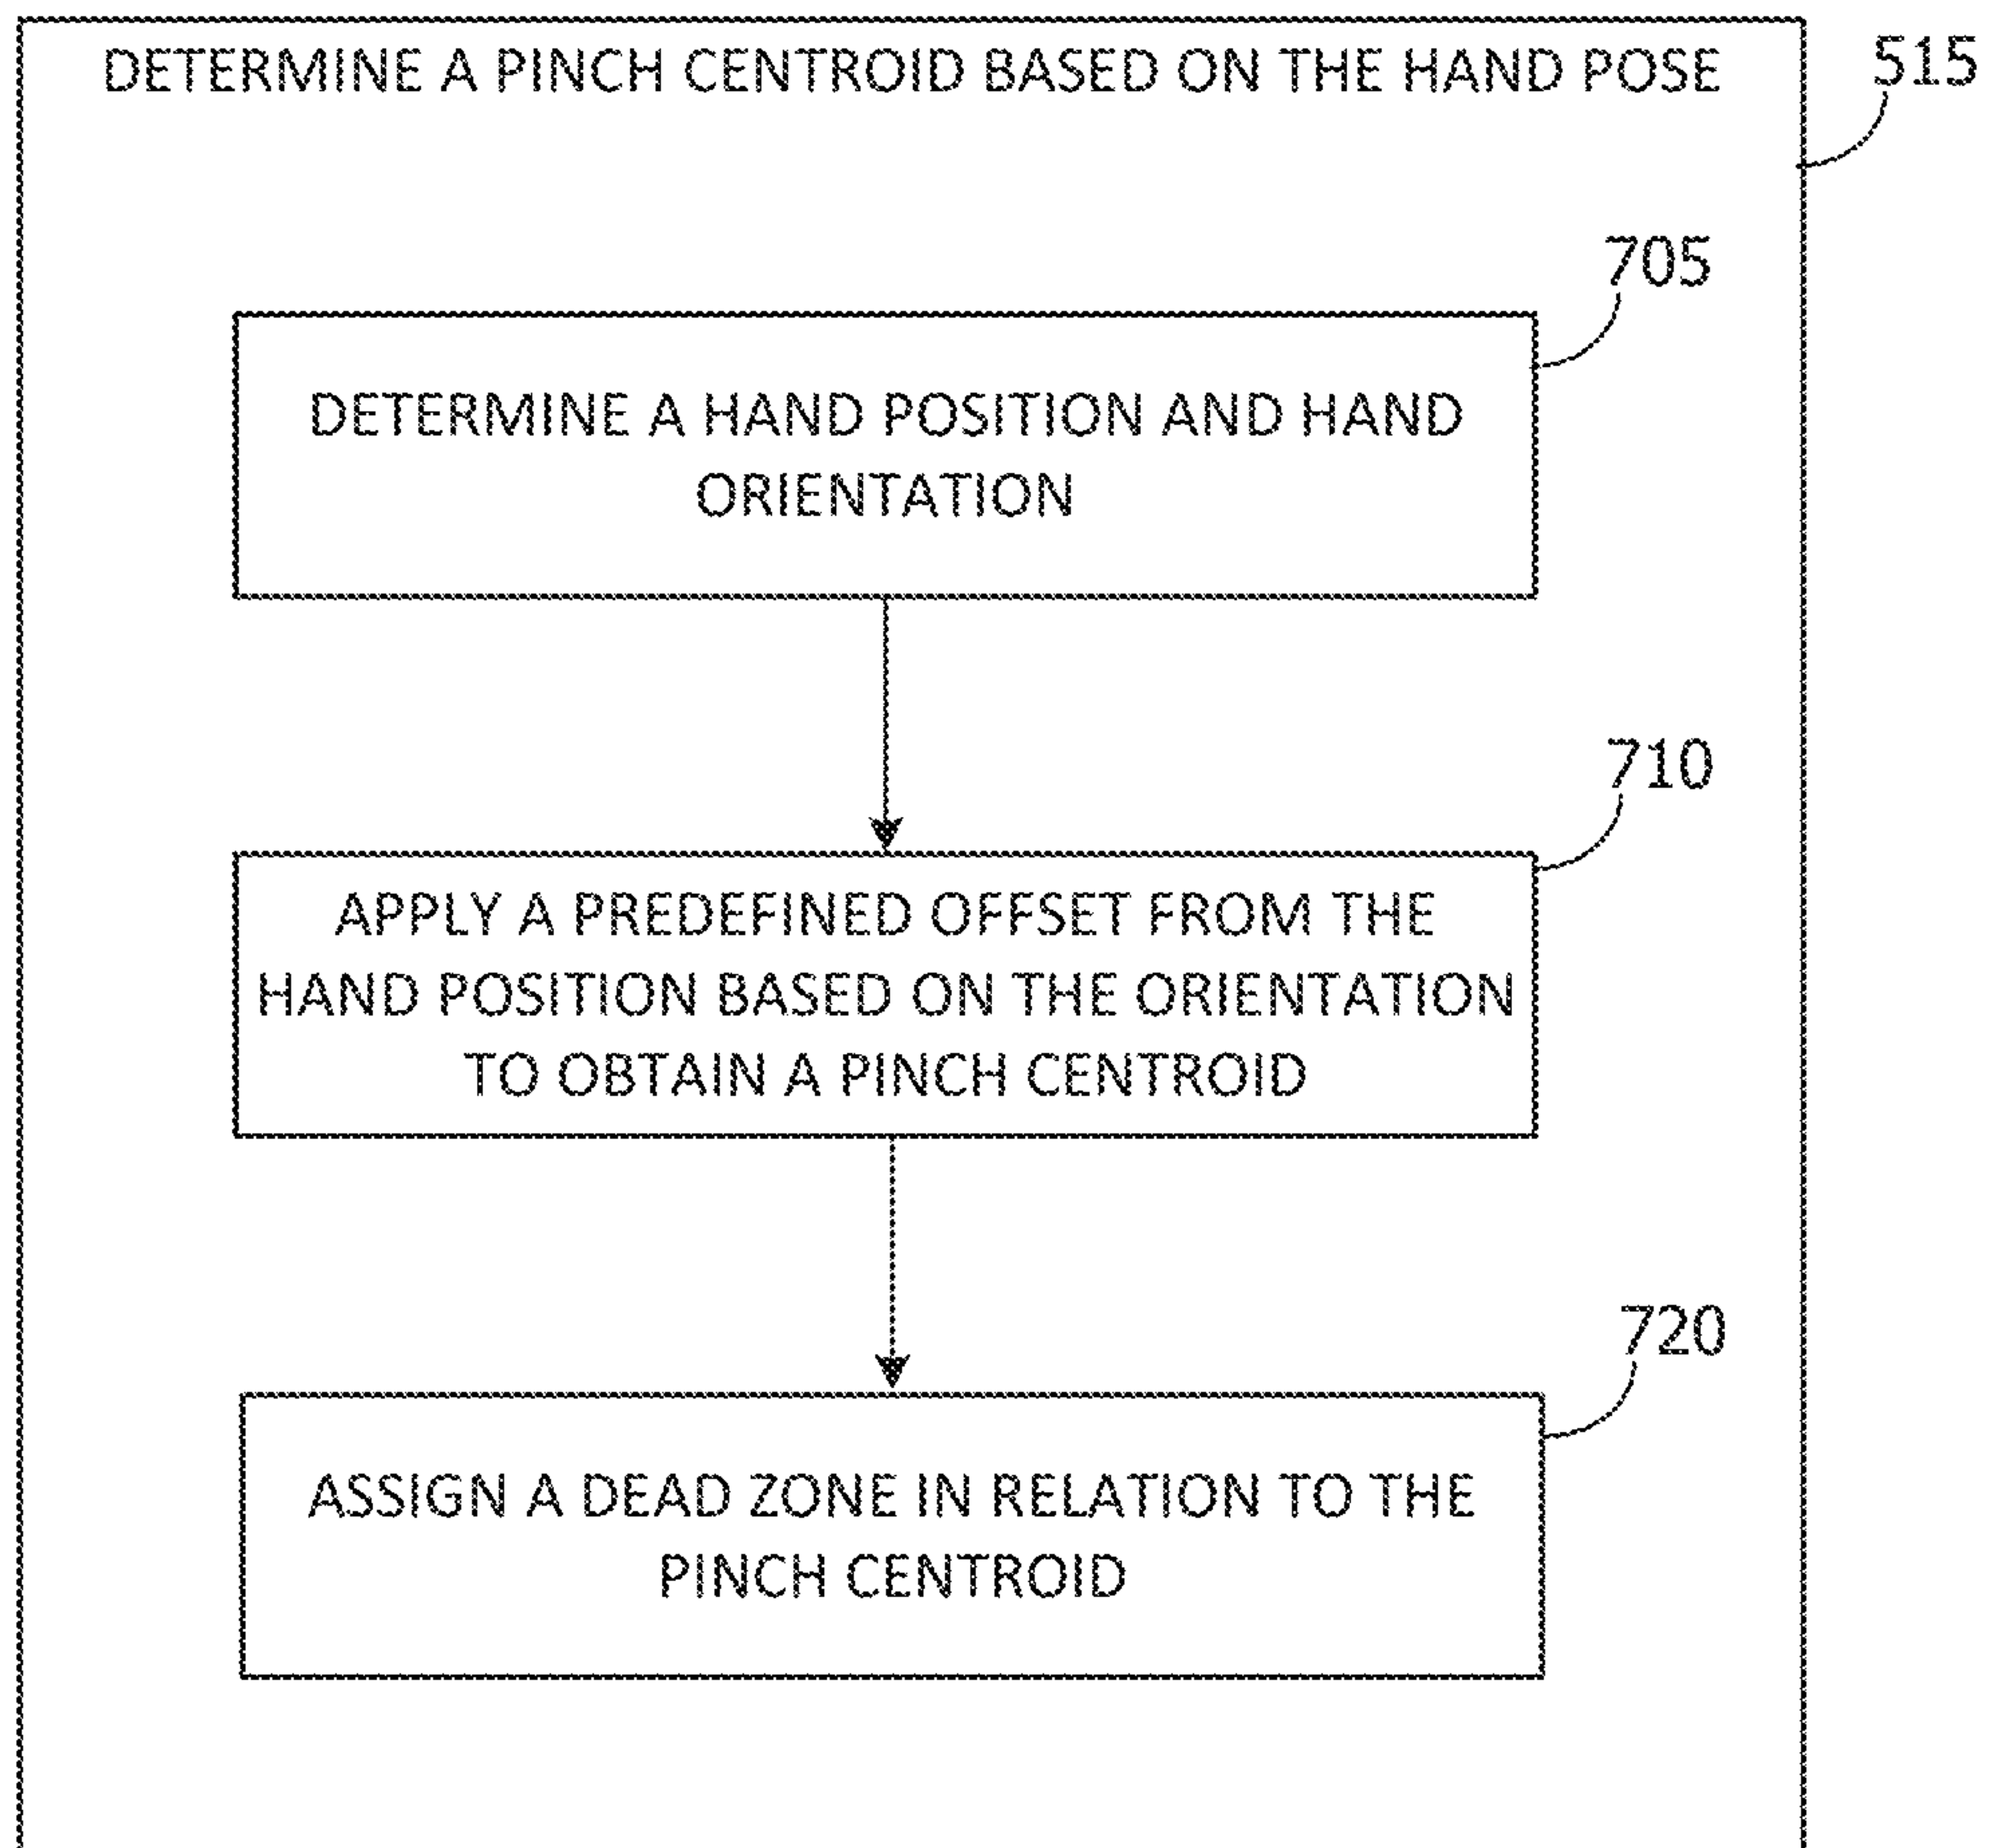 DETERMINE A PINCH CENTROID BASED ON THE HAND POSE
515
705
DETERMINE A HAND POSITION AND HAND
ORIENTATION
710
APPLY A PREDEFINED OFFSET FROM THE
HAND POSITION BASED ON THE ORIENTATION
TO OBTAIN A PINCH CENTROID
720
ASSIGN A DEAD ZONE IN RELATION TO THE
PINCH CENTROID